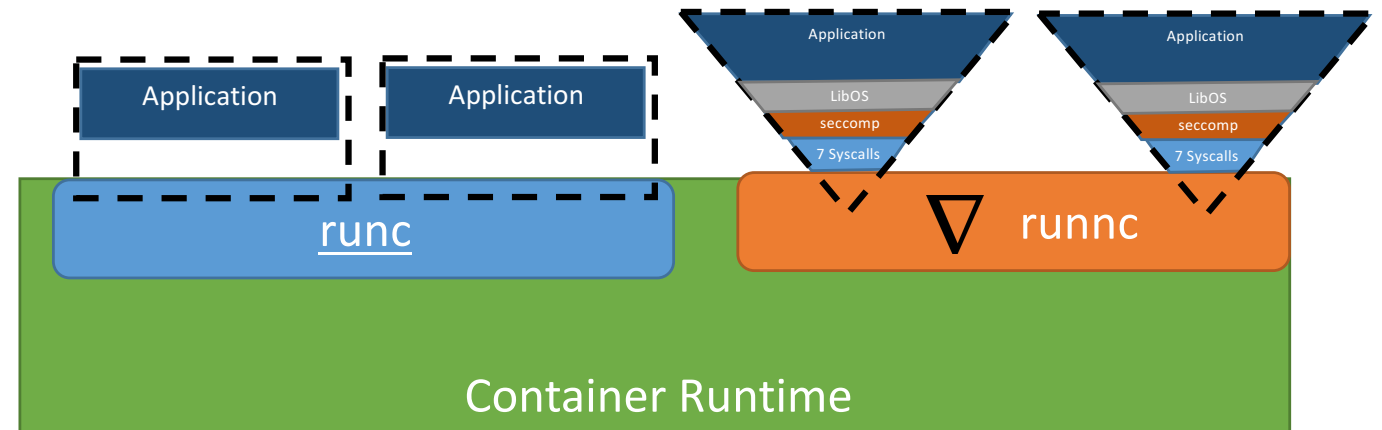 Application
Application
Application
LibOS
seccomp
7 Syscalls
Application
LibOS
seccomp
7 Syscalls
runc
∇ runnc
Container Runtime